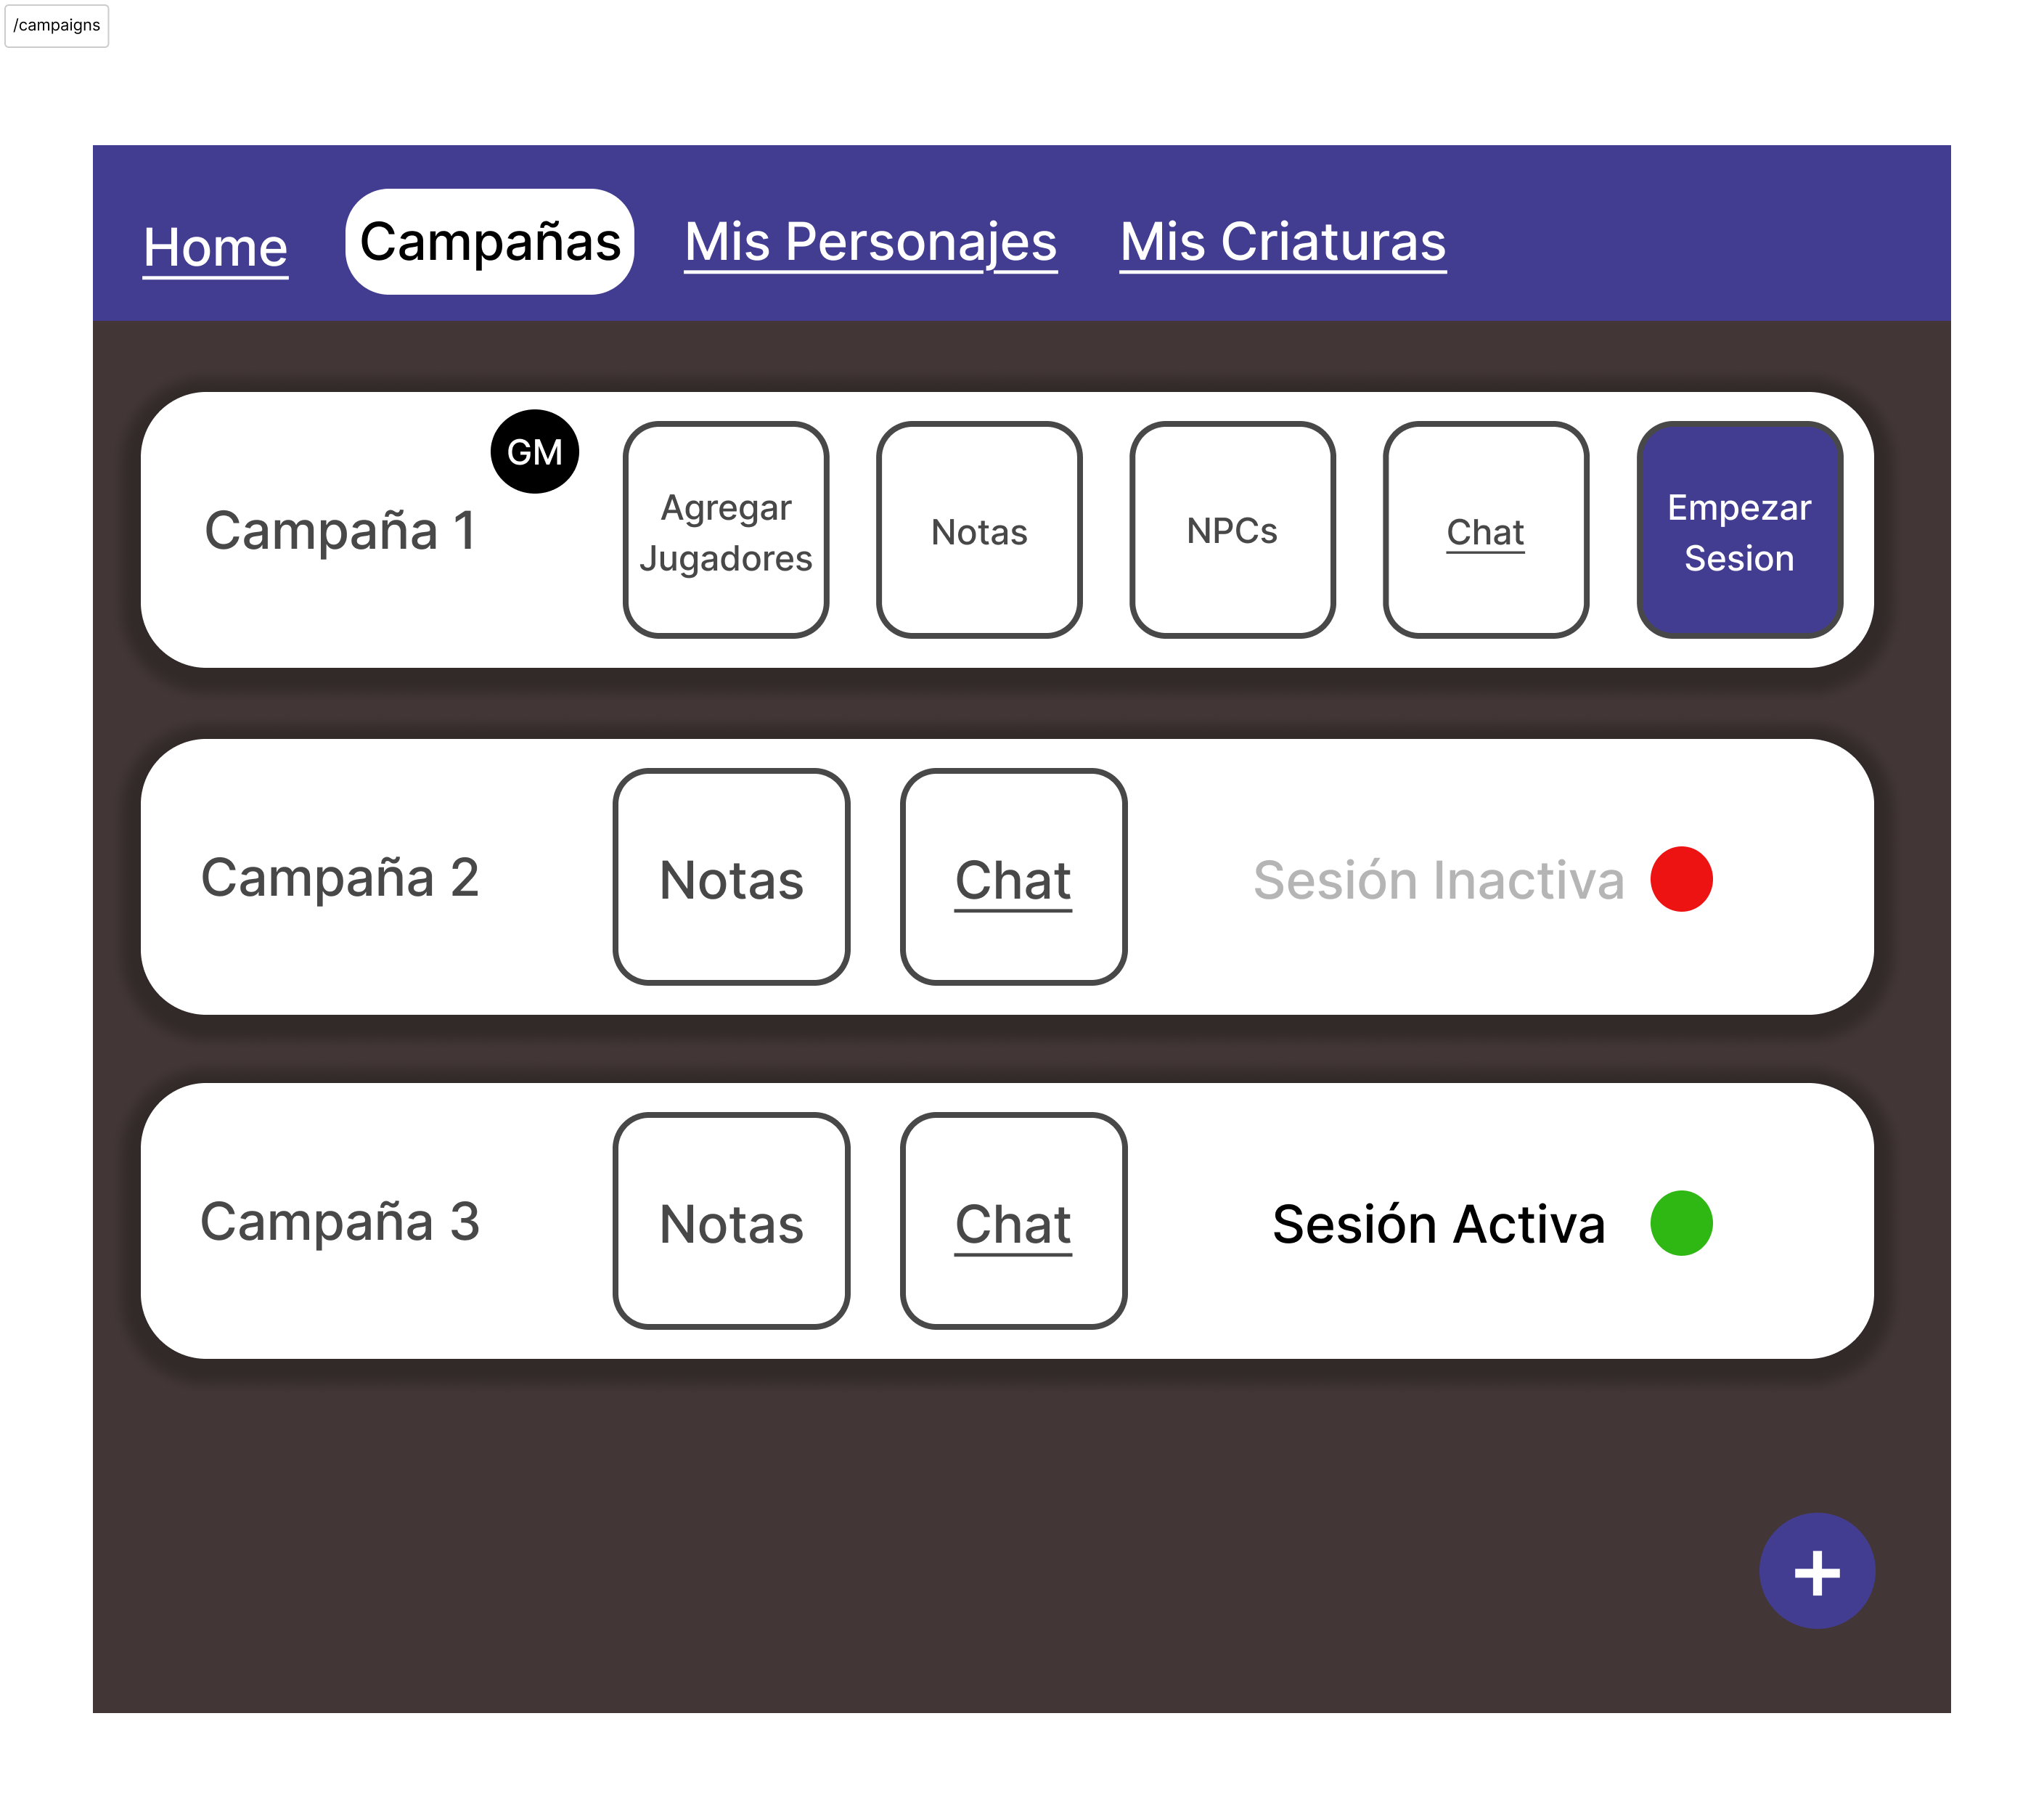 /campaigns
Home Campañas Mis Personajes Mis Criaturas
GM
Campaña 1
Agregar
Jugadores
Notas
NPCs
Chat
Empezar
Sesion
Campaña 2
Notas
Chat
Sesión Inactiva
Campaña 3
Notas
Chat
Sesión Activa
+